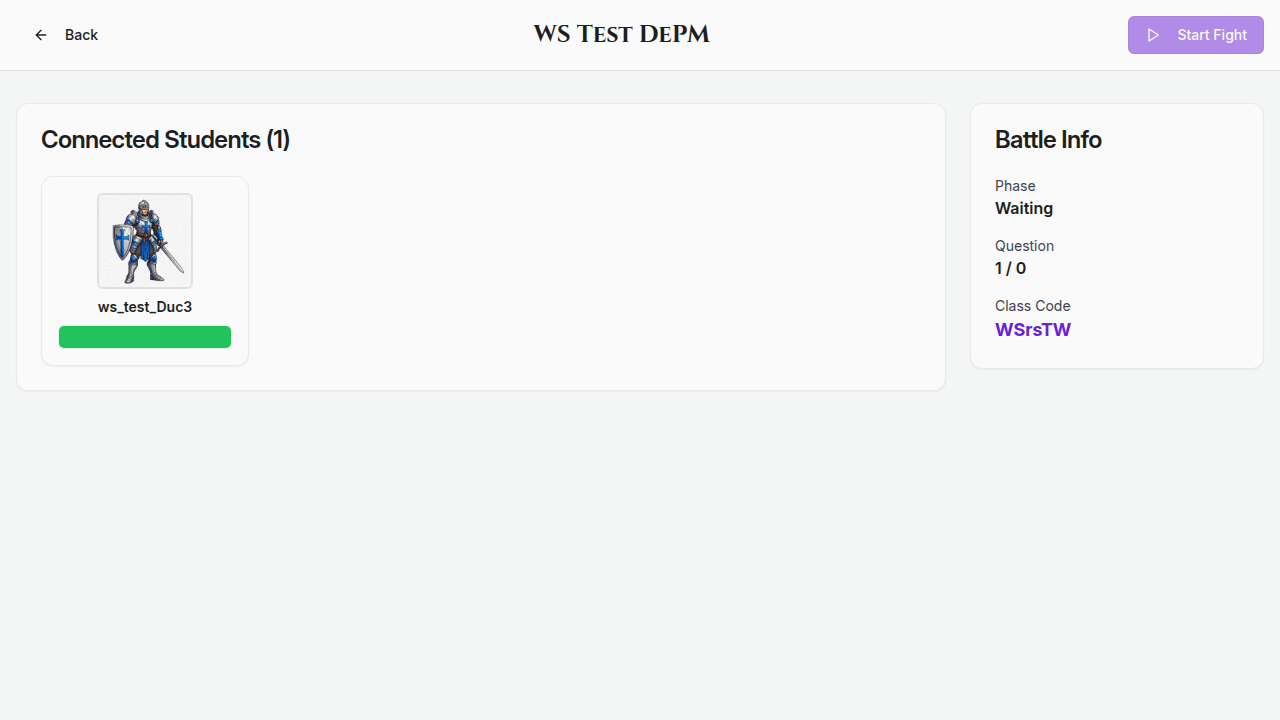 Back
WS Test DePM
Start Fight
Connected Students (1)
ws_test_Duc3
Battle Info
Phase
Waiting
Question
1 / 0
Class Code
WSrsTW